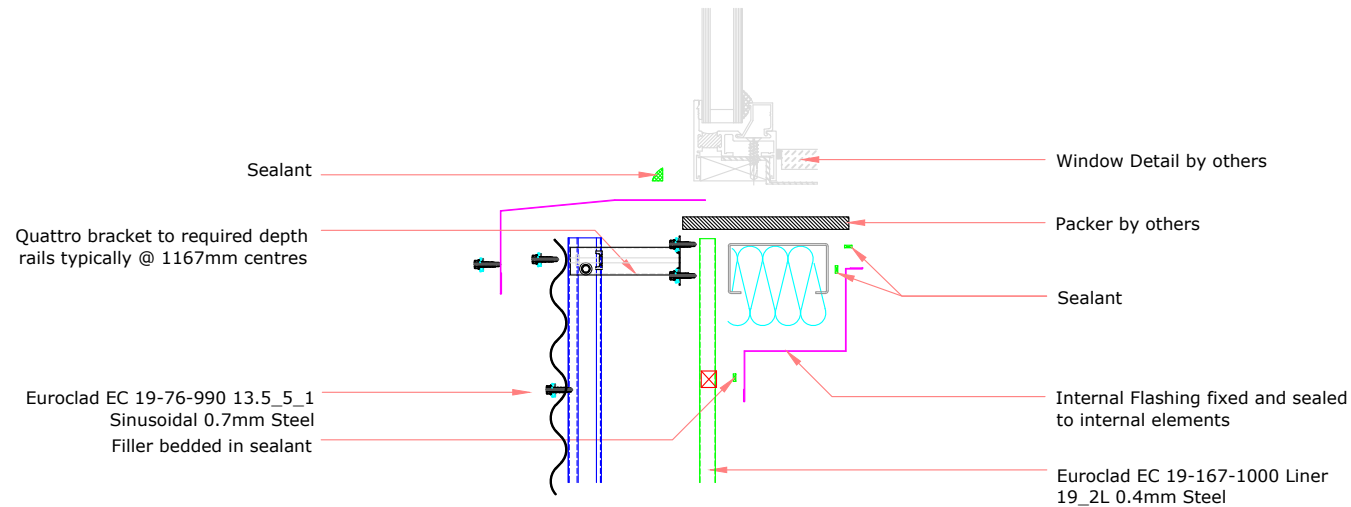 Sealant
Quattro bracket to required depth
rails typically @ 1167mm centres
Euroclad EC 19-76-990 13.5_5_1
Sinusoidal 0.7mm Steel
Filler bedded in sealant
Window Detail by others
Packer by others
Sealant
Internal Flashing fixed and sealed
to internal elements
Euroclad EC 19-167-1000 Liner
19_2L 0.4mm Steel